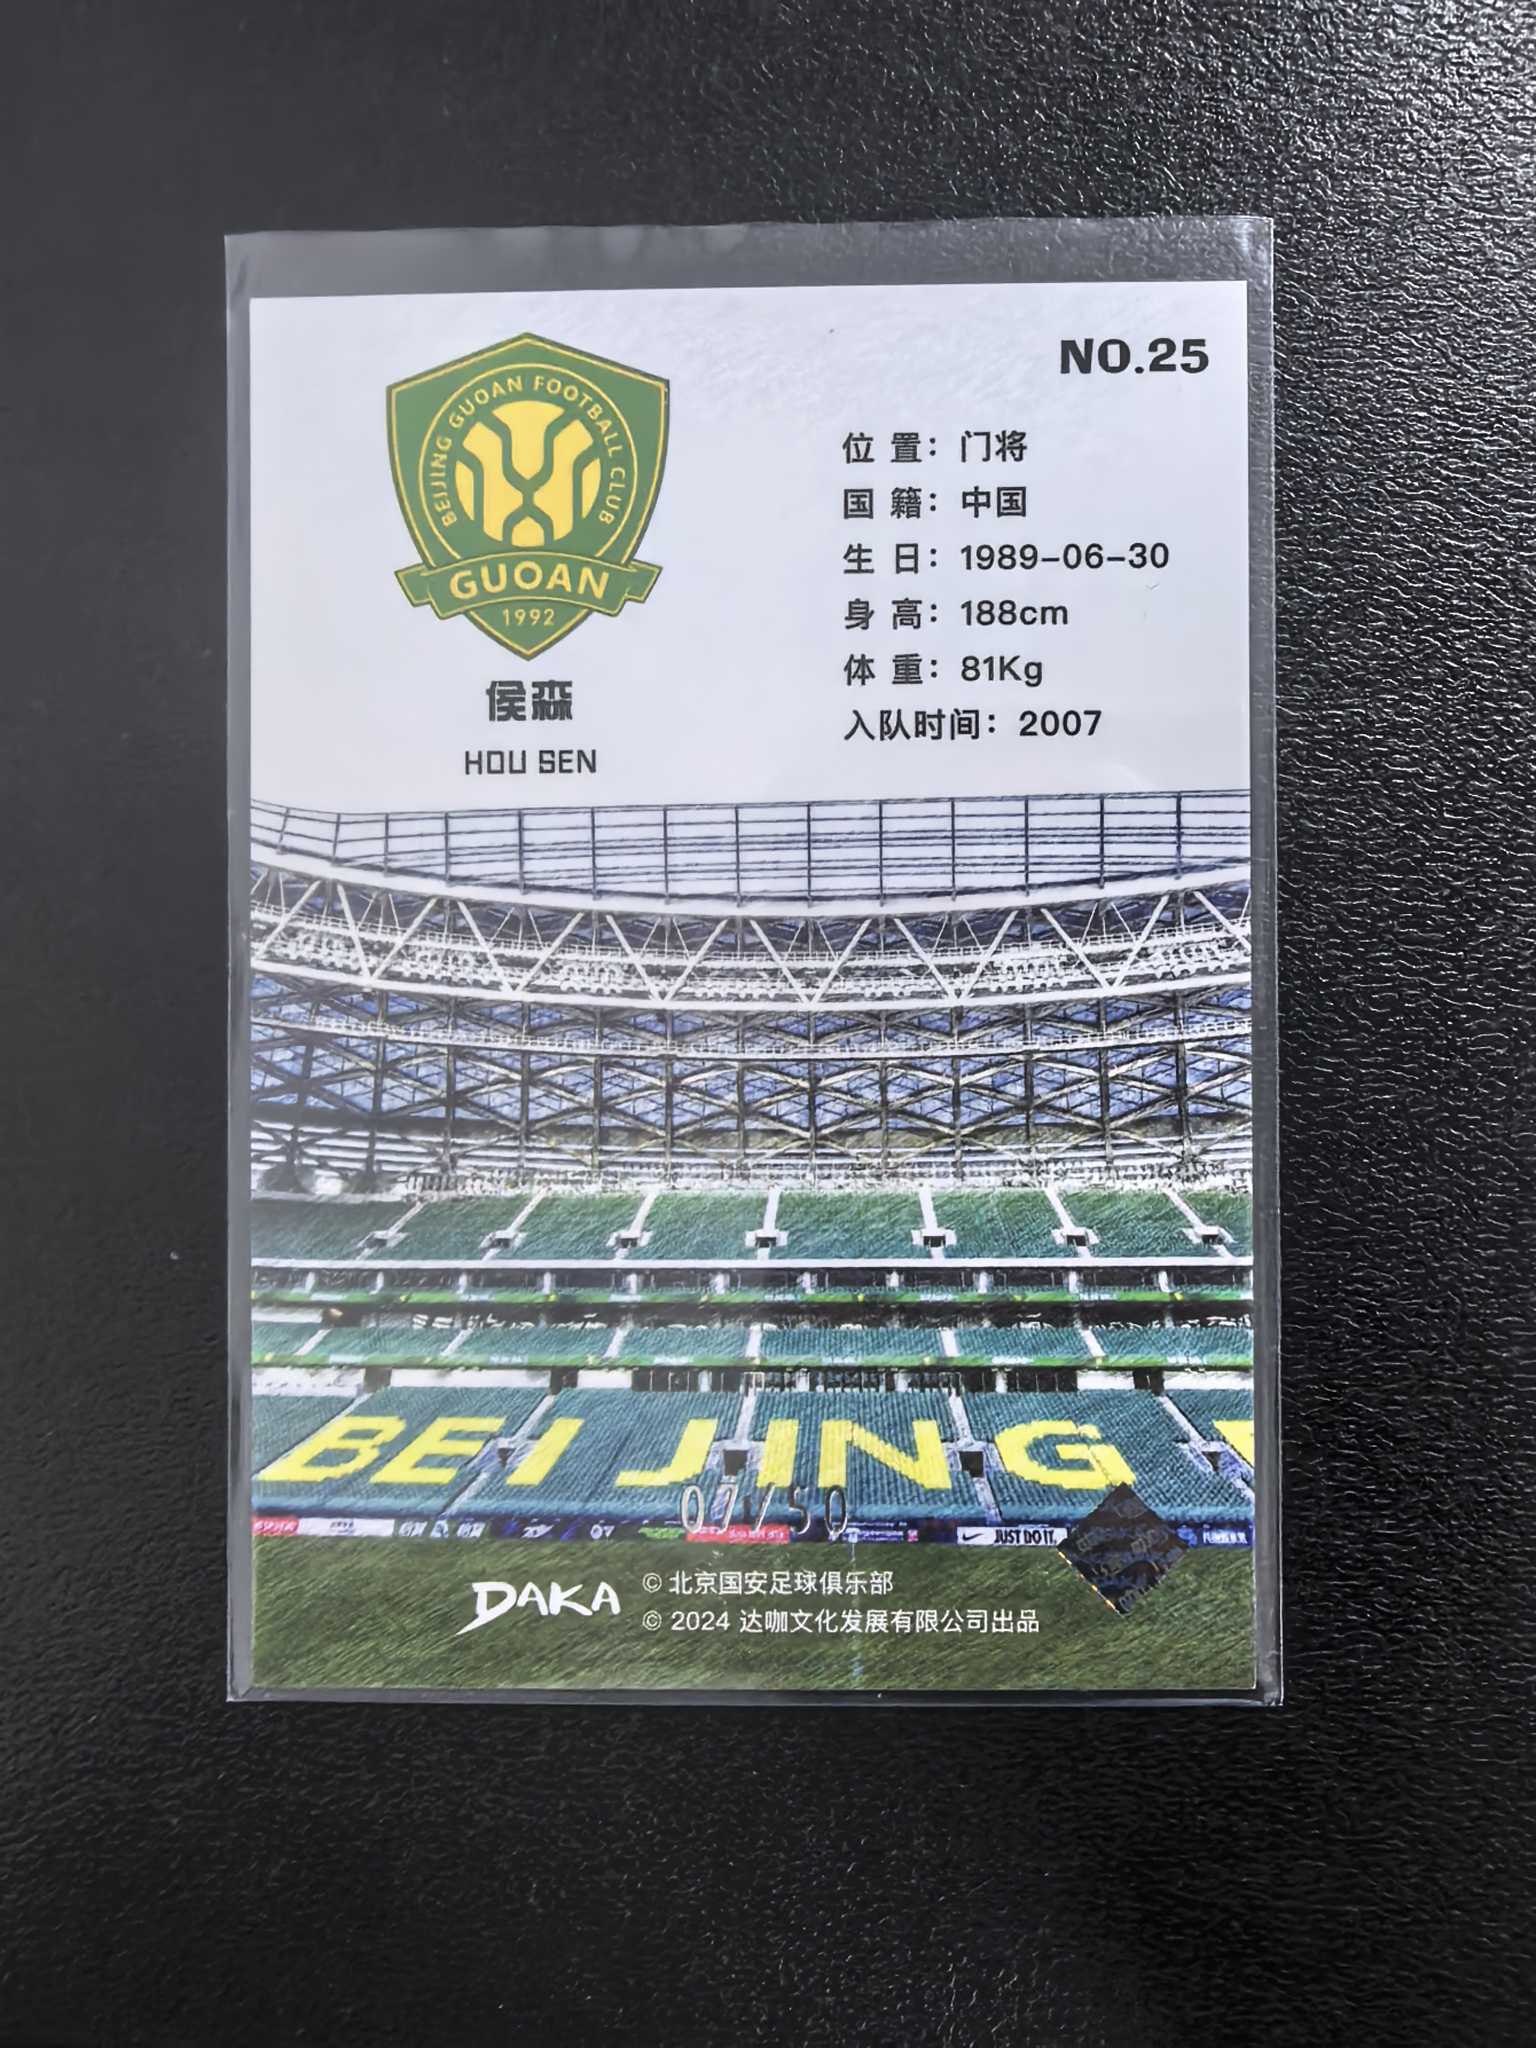 NO.25
BEIJING GUOAN FOOTBALL CLUB
GUOAN
1992
侯森
HOU SEN
位置：门将
国籍：中国
生日：1989-06-30
身高：188cm
体重：81Kg
入队时间：2007
BEIJING
/50
JUST DO IT.
DAKA
© 北京国安足球俱乐部
© 2024 达咖文化发展有限公司出品